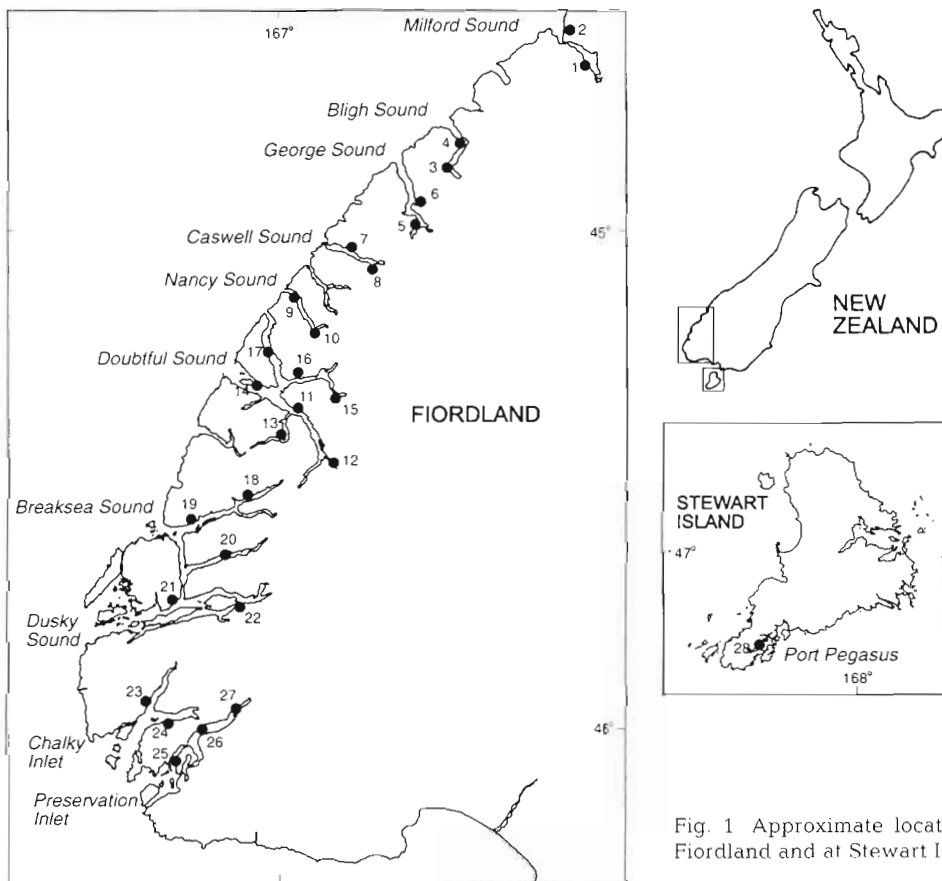 167°
Milford Sound
2
1
Bligh Sound
4
George Sound
3
6
5
45°
Caswell Sound
7
8
Nancy Sound
9
10
Doubtful Sound
17
16
14
11
15
13
12
FIORDLAND
Breaksea Sound
18
19
20
21
22
Dusky
Sound
23
27
24
26
46°
Chalky
Inlet
25
Preservation
Inlet
NEW
ZEALAND
STEWART
ISLAND
47°
28
Port Pegasus
168°
Fig. 1 Approximate locat
Fiordland and at Stewart I